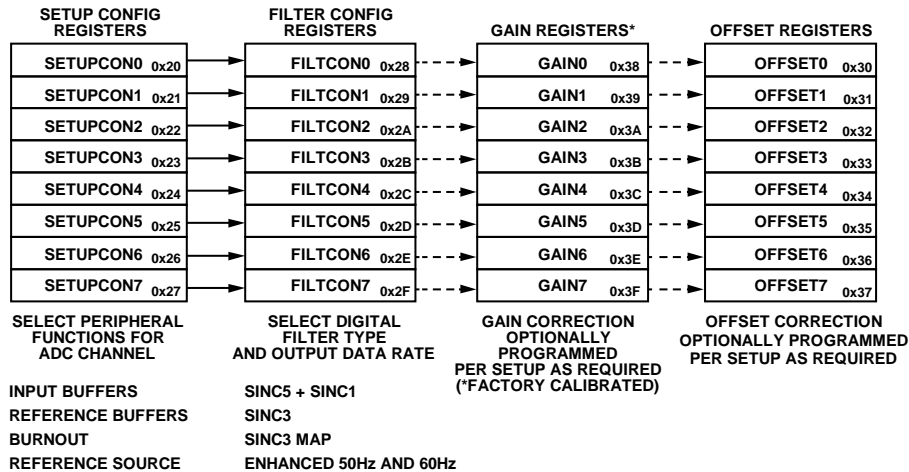 SETUP CONFIG
REGISTERS
SETUPCON0 0x20
SETUPCON1 0x21
SETUPCON2 0x22
SETUPCON3 0x23
SETUPCON4 0x24
SETUPCON5 0x25
SETUPCON6 0x26
SETUPCON7 0x27
SELECT PERIPHERAL
FUNCTIONS FOR
ADC CHANNEL
INPUT BUFFERS
REFERENCE BUFFERS
BURNOUT
REFERENCE SOURCE
FILTER CONFIG
REGISTERS
FILTCON0 0x28
FILTCON1 0x29
FILTCON2 0x2A
FILTCON3 0x2B
FILTCON4 0x2C
FILTCON5 0x2D
FILTCON6 0x2E
FILTCON7 0x2F
SELECT DIGITAL
FILTER TYPE
AND OUTPUT DATA RATE
SINC5 + SINC1
SINC3
SINC3 MAP
ENHANCED 50Hz AND 60Hz
GAIN REGISTERS*
GAIN0 0x38
GAIN1 0x39
GAIN2 0x3A
GAIN3 0x3B
GAIN4 0x3C
GAIN5 0x3D
GAIN6 0x3E
GAIN7 0x3F
GAIN CORRECTION
OPTIONALLY
PROGRAMMED
PER SETUP AS REQUIRED
(*FACTORY CALIBRATED)
OFFSET REGISTERS
OFFSET0 0x30
OFFSET1 0x31
OFFSET2 0x32
OFFSET3 0x33
OFFSET4 0x34
OFFSET5 0x35
OFFSET6 0x36
OFFSET7 0x37
OFFSET CORRECTION
OPTIONALLY PROGRAMMED
PER SETUP AS REQUIRED